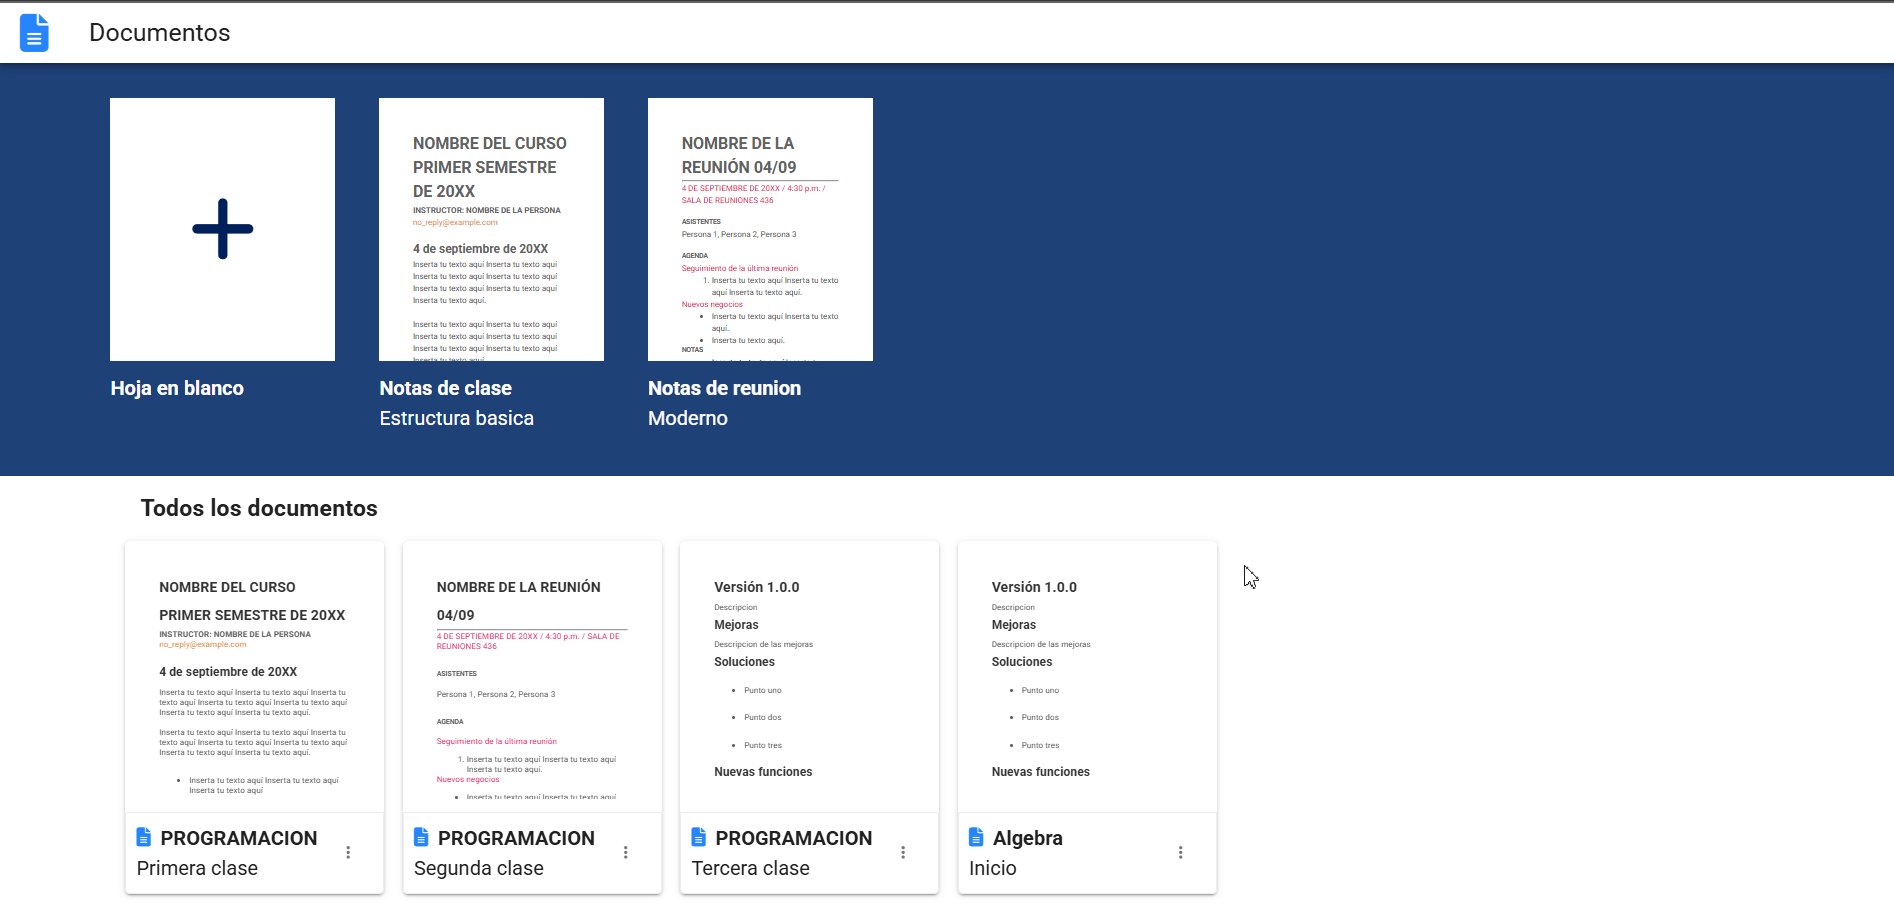 Documentos
NOMBRE DEL CURSO
PRIMER SEMESTRE
DE 20XX
INSTRUCTOR: NOMBRE DE LA PERSONA
no_reply@example.com
4 de septiembre de 20XX
Inserta tu texto aquí Inserta tu texto aquí
Inserta tu texto aquí Inserta tu texto aquí
Inserta tu texto aquí Inserta tu texto aquí
Inserta tu texto aquí.
Inserta tu texto aquí Inserta tu texto aquí
Inserta tu texto aquí Inserta tu texto aquí
Inserta tu texto aquí Inserta tu texto aquí
Inserta tu texto aquí.
NOMBRE DE LA
REUNIÓN 04/09
4 DE SEPTIEMBRE DE 20XX / 4:30 p.m. /
SALA DE REUNIONES 436
ASISTENTES
Persona 1, Persona 2, Persona 3
AGENDA
Seguimiento de la última reunión
1. Inserta tu texto aquí Inserta tu texto
aquí Inserta tu texto aquí.
Nuevos negocios
• Inserta tu texto aquí Inserta tu texto
aquí.
• Inserta tu texto aquí.
NOTAS
Hoja en blanco
Notas de clase
Estructura basica
Notas de reunion
Moderno
Todos los documentos
NOMBRE DEL CURSO
PRIMER SEMESTRE DE 20XX
INSTRUCTOR: NOMBRE DE LA PERSONA
no_reply@example.com
4 de septiembre de 20XX
Inserta tu texto aquí Inserta tu texto aquí Inserta tu
texto aquí Inserta tu texto aquí Inserta tu texto aquí
Inserta tu texto aquí Inserta tu texto aquí.
Inserta tu texto aquí Inserta tu texto aquí Inserta tu
texto aquí Inserta tu texto aquí Inserta tu texto aquí
Inserta tu texto aquí Inserta tu texto aquí.
• Inserta tu texto aquí Inserta tu texto aquí
Inserta tu texto aquí
PROGRAMACION
Primera clase
NOMBRE DE LA REUNIÓN
04/09
4 DE SEPTIEMBRE DE 20XX / 4:30 p.m. / SALA DE
REUNIONES 436
ASISTENTES
Persona 1, Persona 2, Persona 3
AGENDA
Seguimiento de la última reunión
1. Inserta tu texto aquí Inserta tu texto aquí
Inserta tu texto aquí.
Nuevos negocios
• Inserta tu texto aquí Inserta tu texto aquí
PROGRAMACION
Segunda clase
Versión 1.0.0
Descripcion
Mejoras
Descripcion de las mejoras
Soluciones
• Punto uno
• Punto dos
• Punto tres
Nuevas funciones
PROGRAMACION
Tercera clase
Versión 1.0.0
Descripcion
Mejoras
Descripcion de las mejoras
Soluciones
• Punto uno
• Punto dos
• Punto tres
Nuevas funciones
Algebra
Inicio